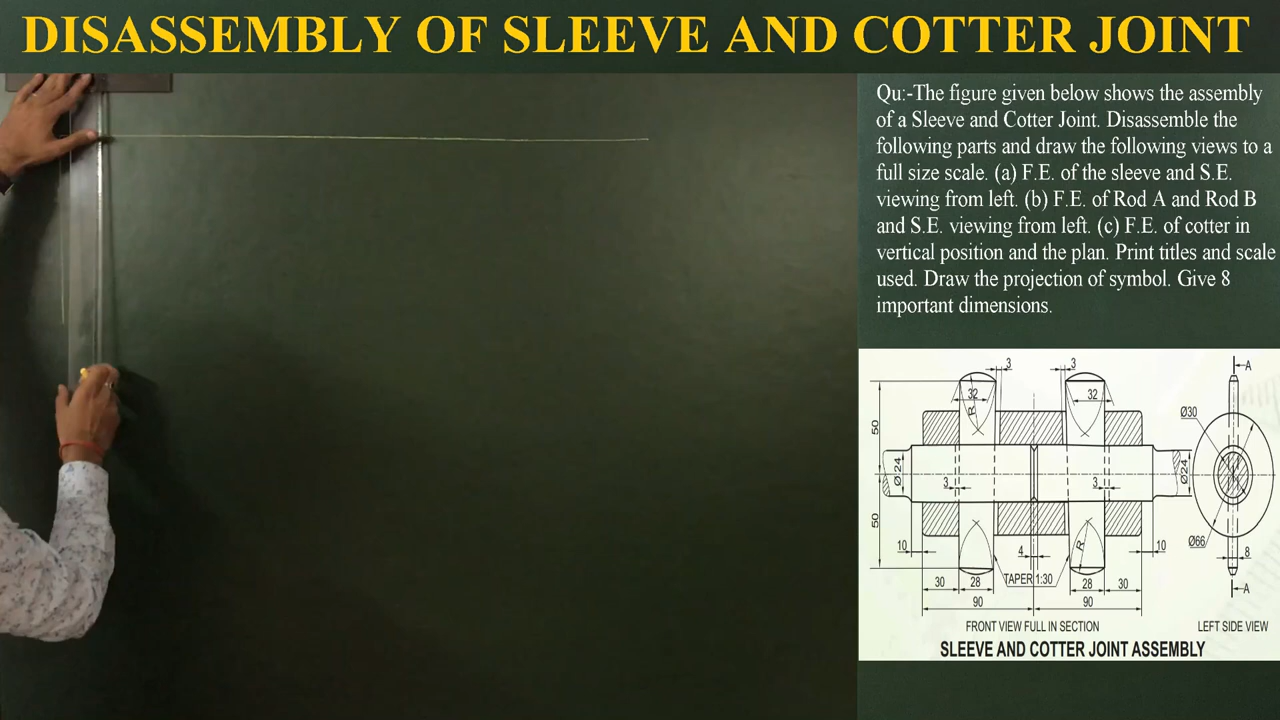 DISASSEMBLY OF SLEEVE AND COTTER JOINT
Qu:-The figure given below shows the assembly
of a Sleeve and Cotter Joint. Disassemble the
following parts and draw the following views to a
full size scale. (a) F.E. of the sleeve and S.E.
viewing from left. (b) F.E. of Rod A and Rod B
and S.E. viewing from left. (c) F.E. of cotter in
vertical position and the plan. Print titles and scale
used. Draw the projection of symbol. Give 8
important dimensions.
3 3
A
32 32
R
Ø30
50
Ø24 3 3 Ø24
50
R
Ø66
10 4 10 8
TAPER 1:30
30 28 28 30
A
90 90
FRONT VIEW FULL IN SECTION LEFT SIDE VIEW
SLEEVE AND COTTER JOINT ASSEMBLY